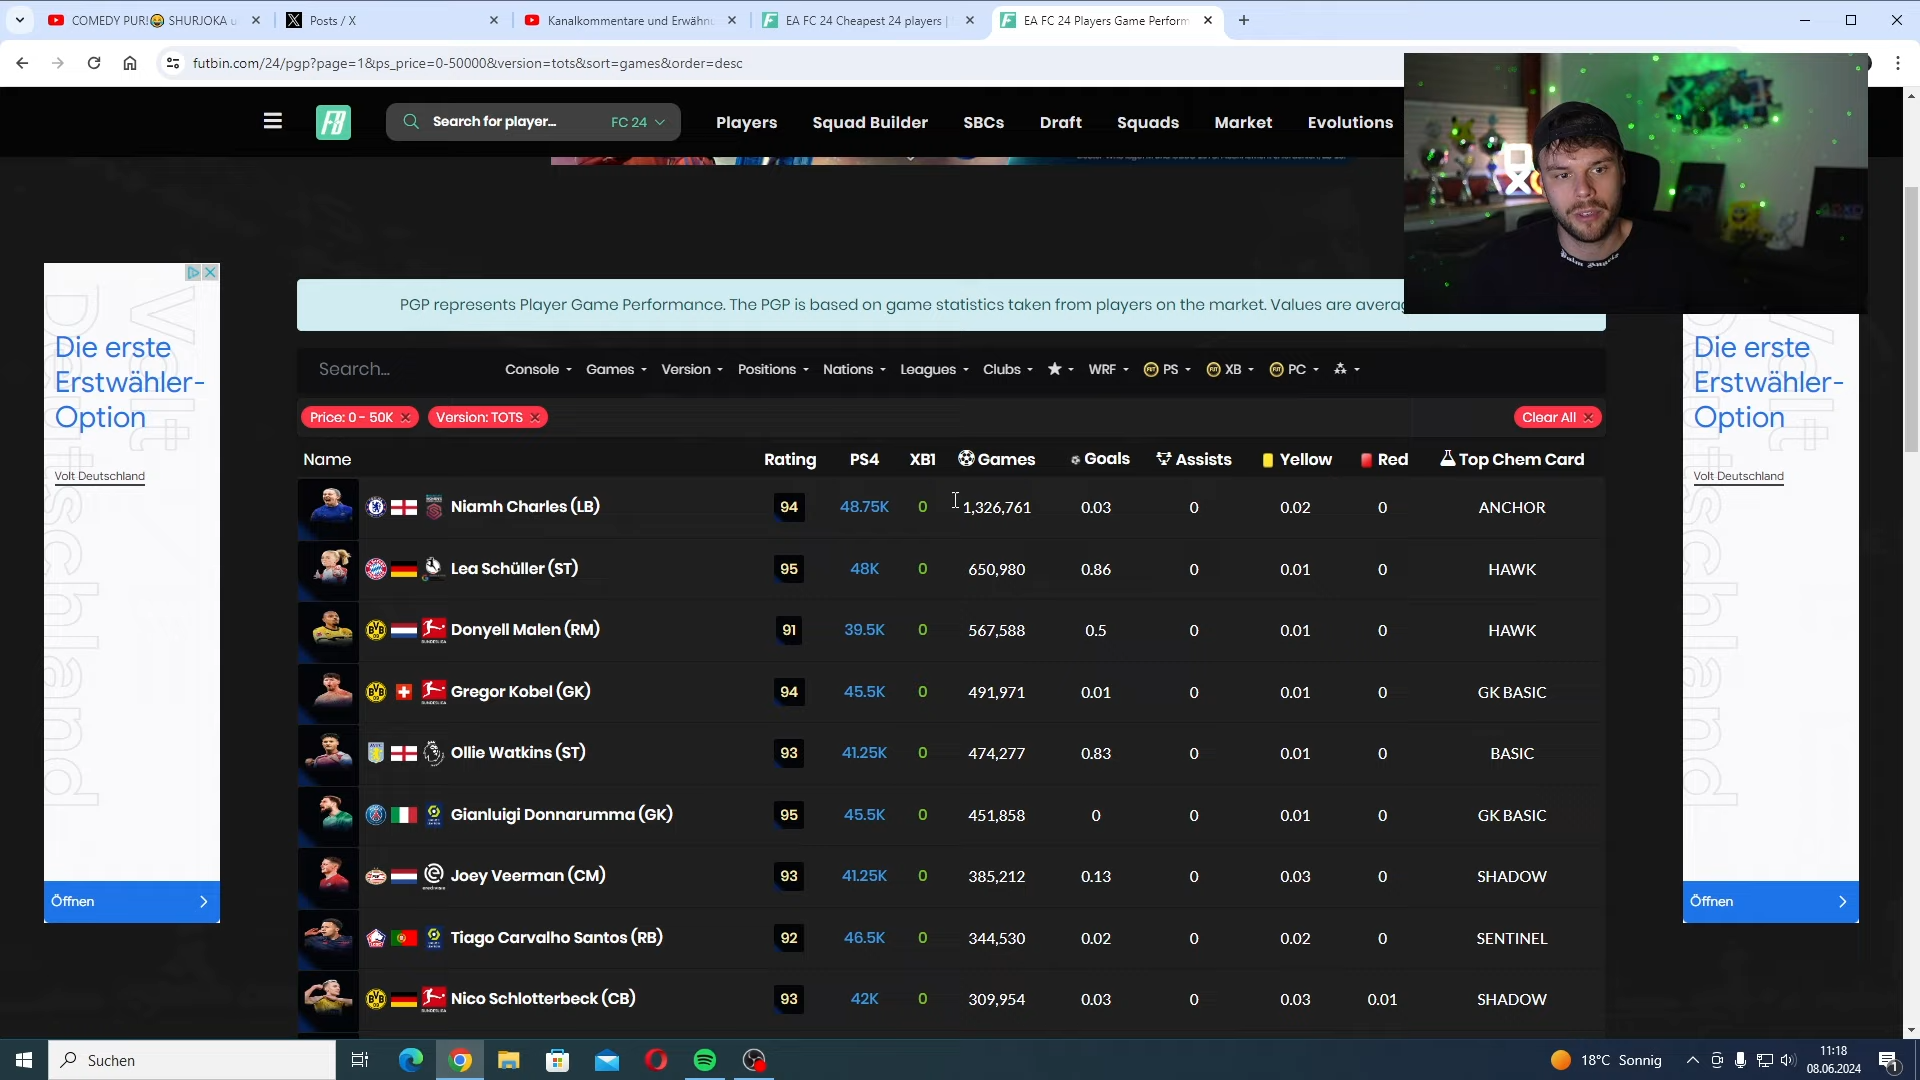 COMEDY PUR!😂 SHURJOKA u
Posts / X
Kanalkommentare und Erwähnu
EA FC 24 Cheapest 24 players |
EA FC 24 Players Game Perform
futbin.com/24/pgp?page=1&ps_price=0-50000&version=tots&sort=games&order=desc
FB
Search for player...
FC 24
Players
Squad Builder
SBCs
Draft
Squads
Market
Evolutions
PGP represents Player Game Performance. The PGP is based on game statistics taken from players on the market. Values are averag
Search...
Console
Games
Version
Positions
Nations
Leagues
Clubs
WRF
PS
XB
PC
Price: 0 - 50K
Version: TOTS
Clear All
Name Rating PS4 XB1 Games Goals Assists Yellow Red Top Chem Card
Niamh Charles (LB) 94 48.75K 0 1,326,761 0.03 0 0.02 0 ANCHOR
Lea Schüller (ST) 95 48K 0 650,980 0.86 0 0.01 0 HAWK
Donyell Malen (RM) 91 39.5K 0 567,588 0.5 0 0.01 0 HAWK
Gregor Kobel (GK) 94 45.5K 0 491,971 0.01 0 0.01 0 GK BASIC
Ollie Watkins (ST) 93 41.25K 0 474,277 0.83 0 0.01 0 BASIC
Gianluigi Donnarumma (GK) 95 45.5K 0 451,858 0 0 0.01 0 GK BASIC
Joey Veerman (CM) 93 41.25K 0 385,212 0.13 0 0.03 0 SHADOW
Tiago Carvalho Santos (RB) 92 46.5K 0 344,530 0.02 0 0.02 0 SENTINEL
Nico Schlotterbeck (CB) 93 42K 0 309,954 0.03 0 0.03 0.01 SHADOW
Die erste
Erstwähler-
Option
Volt Deutschland
Volt
Deutschland
Öffnen
Die erste
Erstwähler-
Option
Volt Deutschland
Öffnen
Suchen
18°C Sonnig
11:18
08.06.2024
1